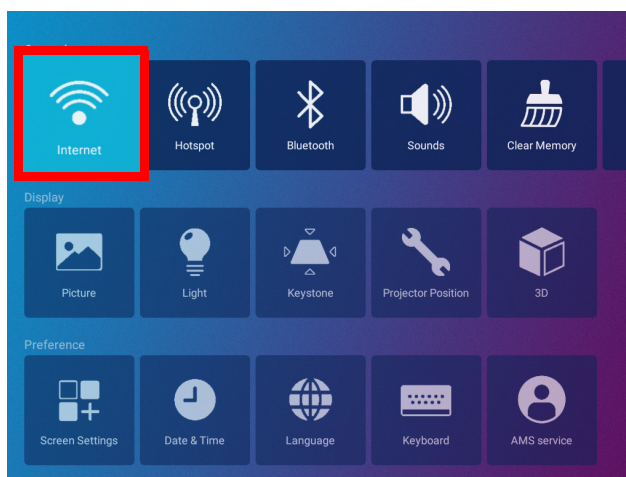 Internet
Hotspot
Bluetooth
Sounds
Clear Memory
Display
Picture
Light
Keystone
Projector Position
3D
Preference
Screen Settings
Date & Time
Language
Keyboard
AMS service